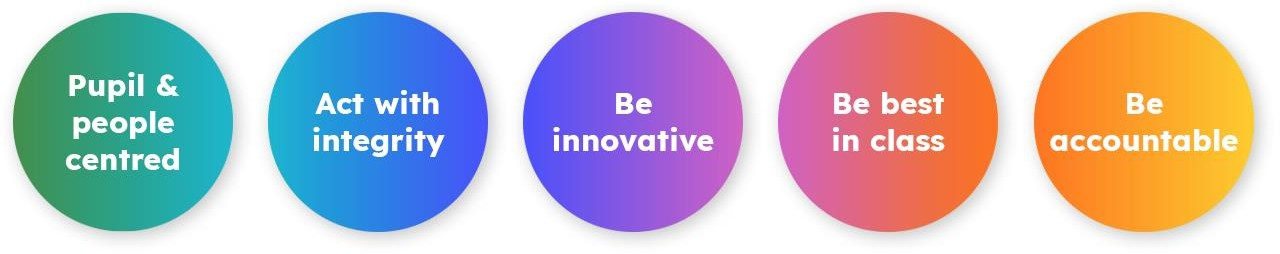 Pupil &
people
centred
Act with
integrity
Be
innovative
Be best
in class
Be
accountable